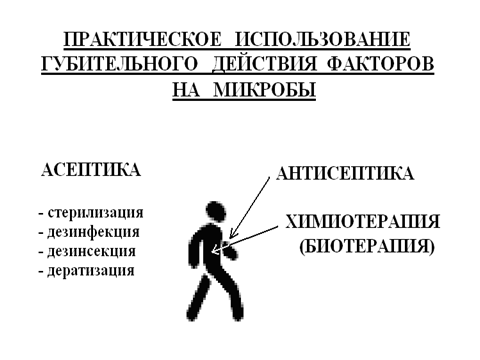 ПРАКТИЧЕСКОЕ ИСПОЛЬЗОВАНИЕ
ГУБИТЕЛЬНОГО ДЕЙСТВИЯ ФАКТОРОВ
НА МИКРОБЫ
АСЕПТИКА
- стерилизация
- дезинфекция
- дезинсекция
- дератизация
АНТИСЕПТИКА
ХИМИОТЕРАПИЯ
(БИОТЕРАПИЯ)